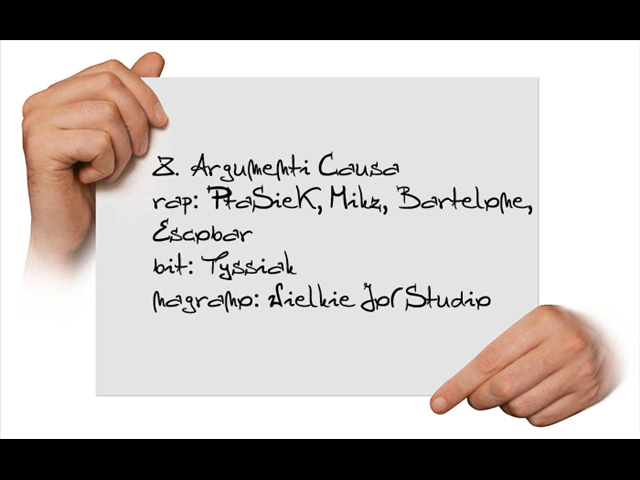 8. Argumenti Causa
rap: PtaSieK, Mikz, Bartelome,
Escobar
bit: Tyssiak
nagrano: Wielkie Joł Studio